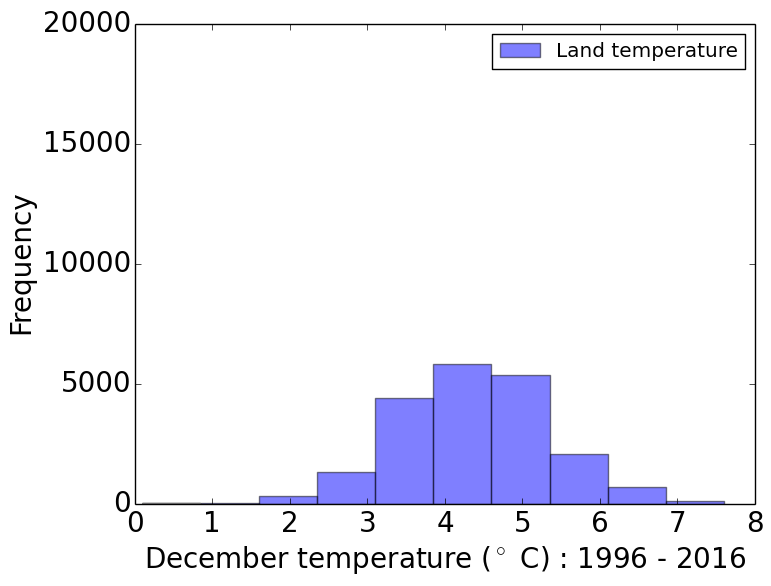 20000
15000
10000
5000
0
Frequency
Land temperature
0 1 2 3 4 5 6 7 8
December temperature (° C) : 1996 - 2016